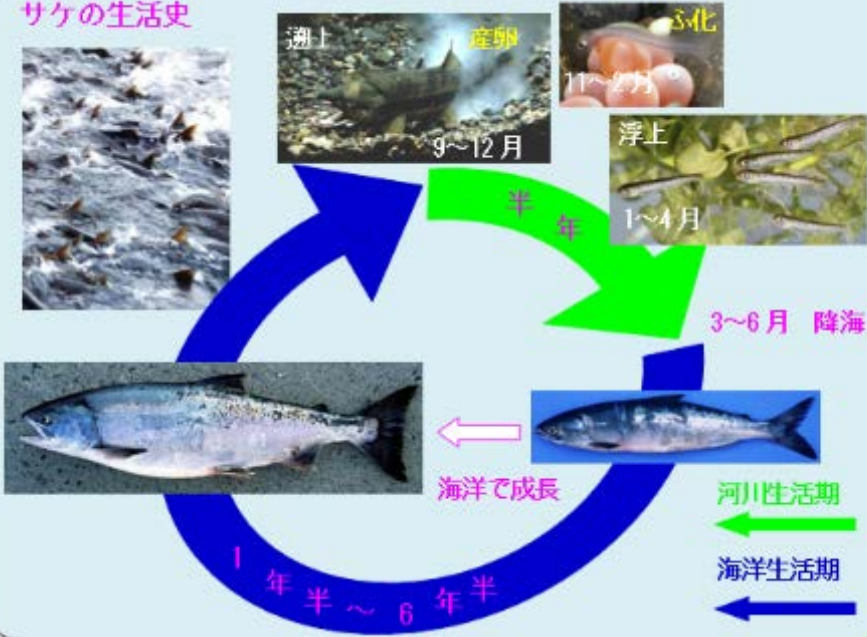 サケの生活史
遡上
産卵
9～12月
ふ化
11～2月
浮上
1～4月
半年
3～6月 降海
海洋で成長
1年半～6年半
河川生活期
海洋生活期